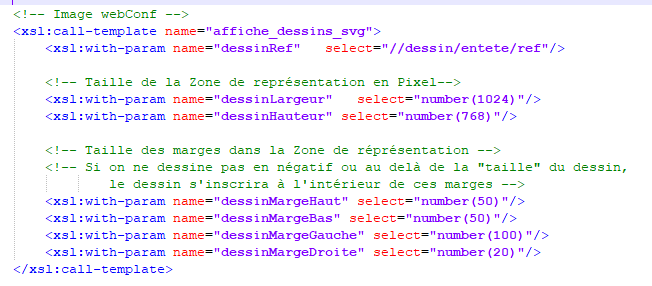 <!-- Image webConf -->
<xsl:call-template name="affiche_dessins_svg">
<xsl:with-param name="dessinRef" select="//dessin/entete/ref"/>
<!-- Taille de la Zone de représentation en Pixel-->
<xsl:with-param name="dessinLargeur" select="number(1024)"/>
<xsl:with-param name="dessinHauteur" select="number(768)"/>
<!-- Taille des marges dans la Zone de réprésentation -->
<!-- Si on ne dessine pas en négatif ou au delà de la "taille" du dessin,
le dessin s'inscrira à l'intérieur de ces marges -->
<xsl:with-param name="dessinMargeHaut" select="number(50)"/>
<xsl:with-param name="dessinMargeBas" select="number(50)"/>
<xsl:with-param name="dessinMargeGauche" select="number(100)"/>
<xsl:with-param name="dessinMargeDroite" select="number(20)"/>
</xsl:call-template>